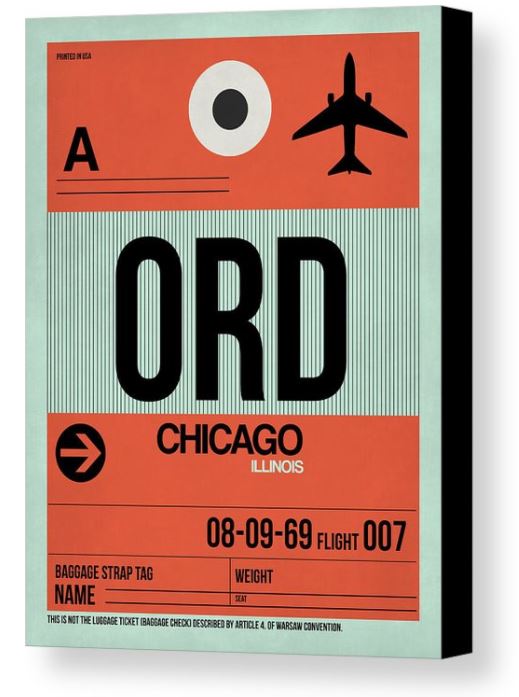 PRINTED IN USA
A
ORD
CHICAGO
ILLINOIS
08-09-69 FLIGHT 007
BAGGAGE STRAP TAG
WEIGHT
NAME
SEAT
THIS IS NOT THE LUGGAGE TICKET (BAGGAGE CHECK) DESCRIBED BY ARTICLE 4. OF WARSAW CONVENTION.